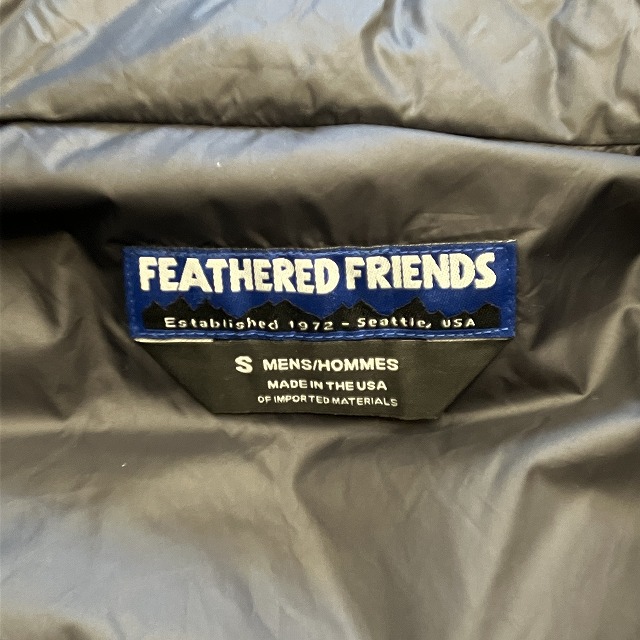 FEATHERED FRIENDS
Established 1972 - Seattle, USA
S MENS/HOMMES
MADE IN THE USA
OF IMPORTED MATERIALS